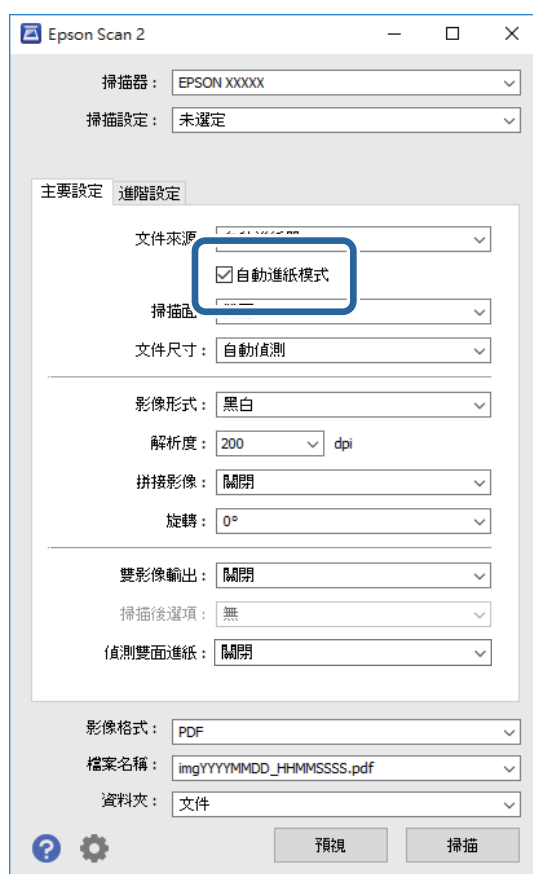 Epson Scan 2
掃描器： EPSON XXXXX
掃描設定： 未選定
主要設定 進階設定
文件來源
自動進紙模式
掃描面
文件尺寸： 自動偵測
影像形式： 黑白
解析度： 200 dpi
拼接影像： 關閉
旋轉： 0°
雙影像輸出： 關閉
掃描後選項： 無
偵測雙面進紙： 關閉
影像格式： PDF
檔案名稱： imgYYYYMMDD_HHMMSSSS.pdf
資料夾： 文件
預視 掃描